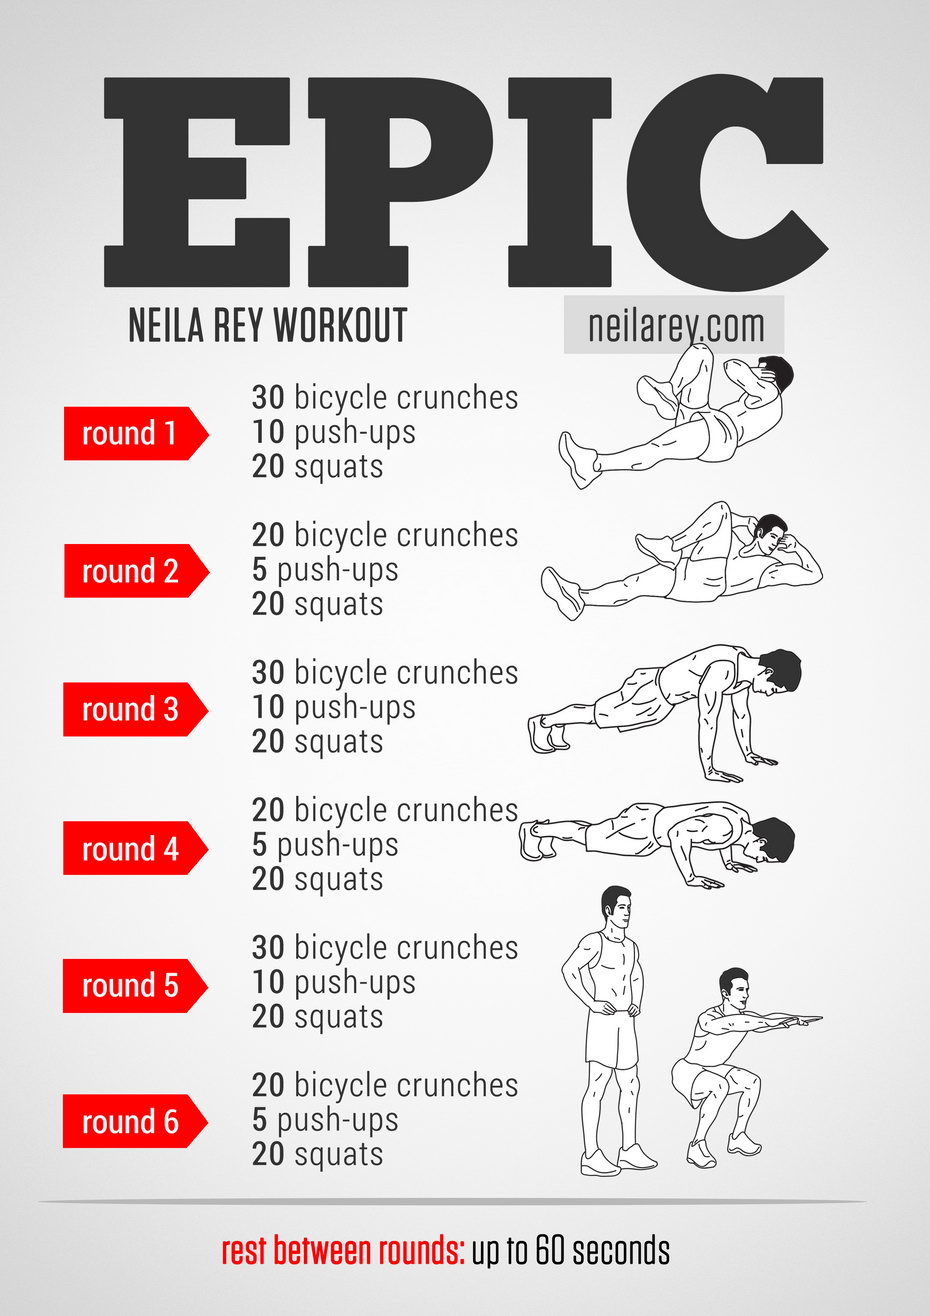 EPIC
NEILA REY WORKOUT
neilarey.com
round 1
30 bicycle crunches
10 push-ups
20 squats
round 2
20 bicycle crunches
5 push-ups
20 squats
round 3
30 bicycle crunches
10 push-ups
20 squats
round 4
20 bicycle crunches
5 push-ups
20 squats
round 5
30 bicycle crunches
10 push-ups
20 squats
round 6
20 bicycle crunches
5 push-ups
20 squats
rest between rounds: up to 60 seconds